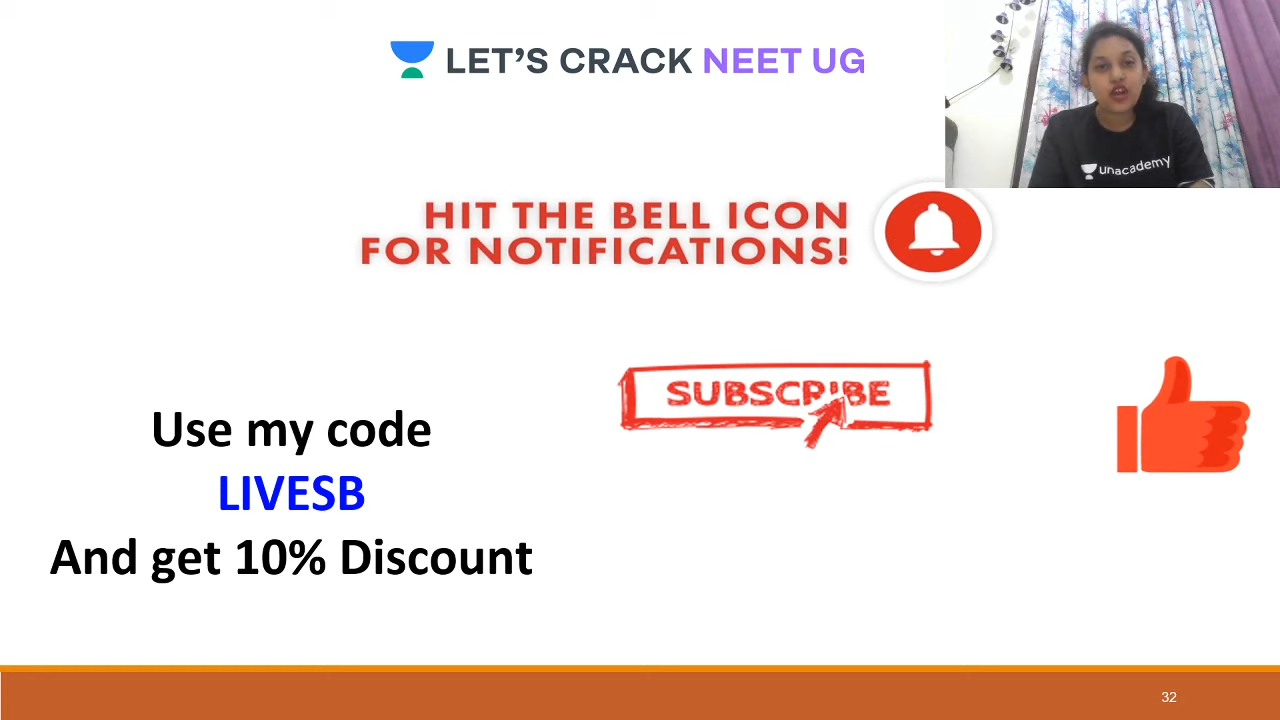 LET'S CRACK NEET UG
unacademy
HIT THE BELL ICON
FOR NOTIFICATIONS!
SUBSCRIBE
Use my code
LIVESB
And get 10% Discount
32